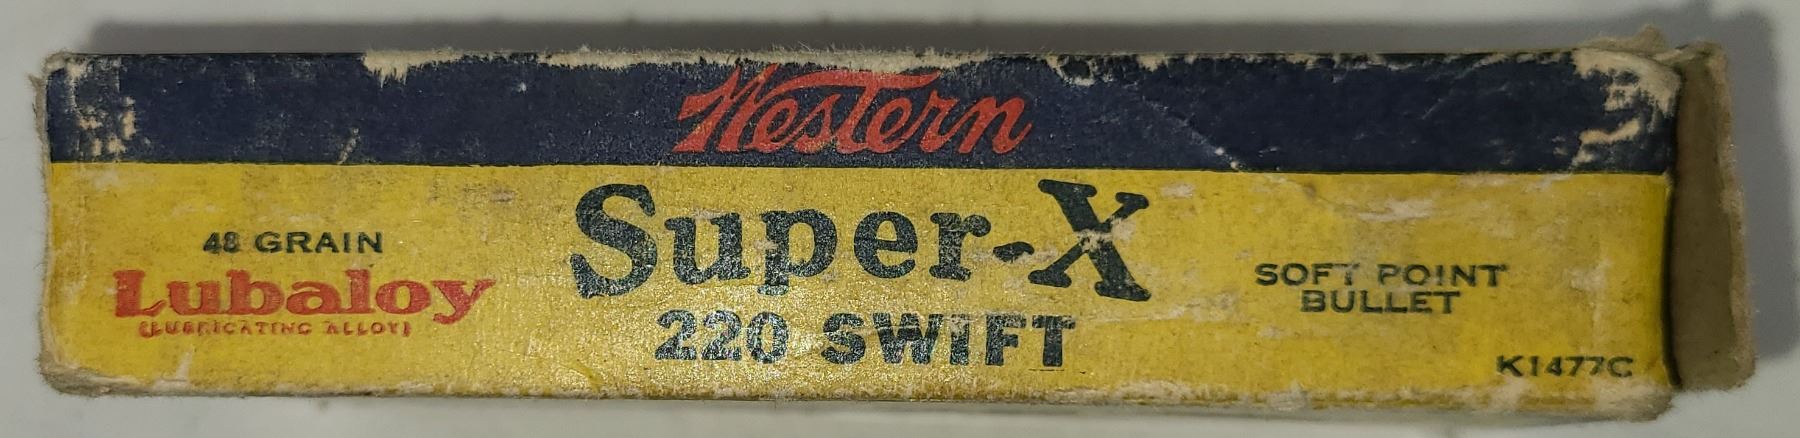 Western
Super-X
220 SWIFT
48 GRAIN
Lubaloy
(LUBRICATING ALLOY)
SOFT POINT
BULLET
K1477C